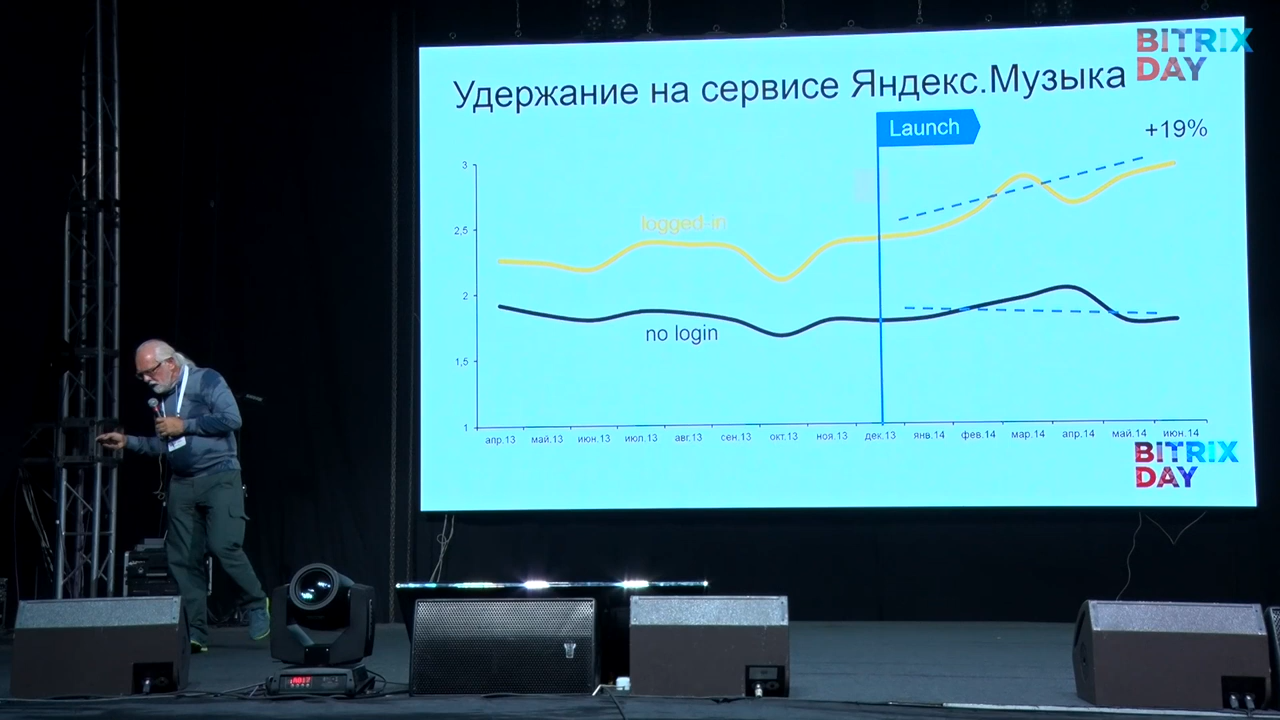 BITRIX
DAY
Удержание на сервисе Яндекс.Музыка
Launch
+19%
3
2,5
2
1,5
1
logged-in
no login
апр.13 май.13 июн.13 июл.13 авг.13 сен.13 окт.13 ноя.13 дек.13 янв.14 фев.14 мар.14 апр.14 май.14 июн.14
BITRIX
DAY